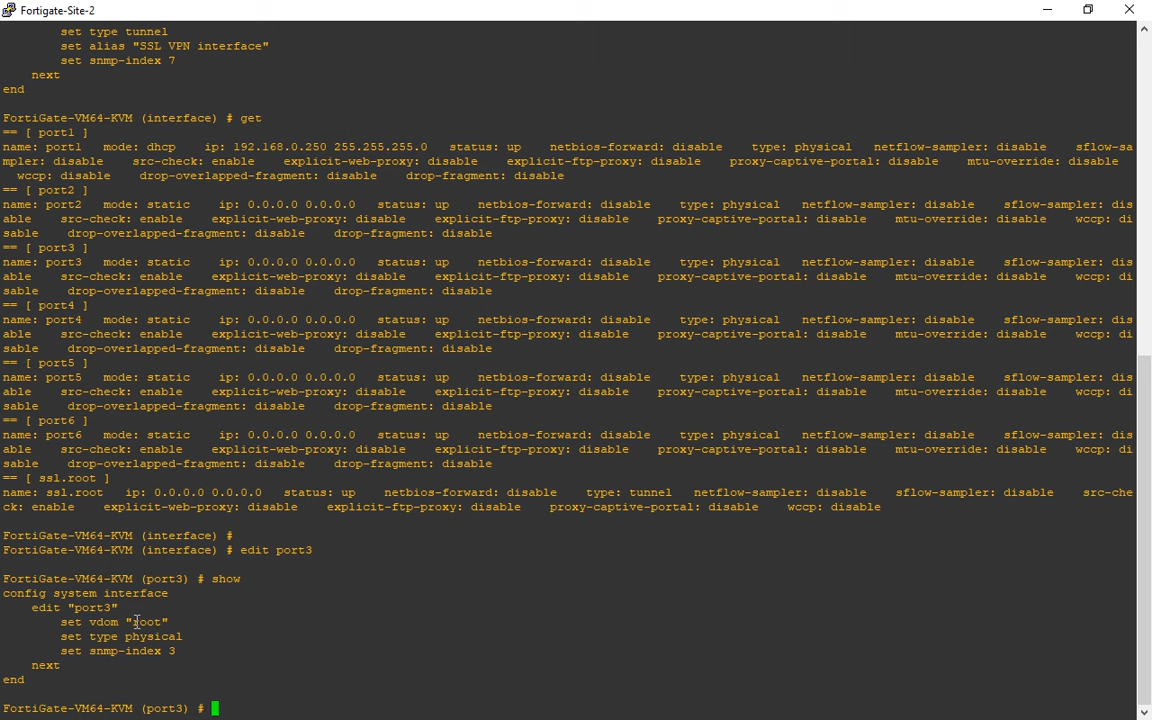 Fortigate-Site-2
set type tunnel
set alias "SSL VPN interface"
set snmp-index 7
next
end
FortiGate-VM64-KVM (interface) # get
== [ port1 ]
name: port1   mode: dhcp    ip: 192.168.0.250 255.255.255.0   status: up    netbios-forward: disable    type: physical   netflow-sampler: disable    sflow-sa
mpler: disable    src-check: enable    explicit-web-proxy: disable    explicit-ftp-proxy: disable    proxy-captive-portal: disable    mtu-override: disable
wccp: disable    drop-overlapped-fragment: disable    drop-fragment: disable
== [ port2 ]
name: port2   mode: static    ip: 0.0.0.0 0.0.0.0   status: up    netbios-forward: disable    type: physical   netflow-sampler: disable    sflow-sampler: dis
able    src-check: enable    explicit-web-proxy: disable    explicit-ftp-proxy: disable    proxy-captive-portal: disable    mtu-override: disable    wccp: di
sable    drop-overlapped-fragment: disable    drop-fragment: disable
== [ port3 ]
name: port3   mode: static    ip: 0.0.0.0 0.0.0.0   status: up    netbios-forward: disable    type: physical   netflow-sampler: disable    sflow-sampler: dis
able    src-check: enable    explicit-web-proxy: disable    explicit-ftp-proxy: disable    proxy-captive-portal: disable    mtu-override: disable    wccp: di
sable    drop-overlapped-fragment: disable    drop-fragment: disable
== [ port4 ]
name: port4   mode: static    ip: 0.0.0.0 0.0.0.0   status: up    netbios-forward: disable    type: physical   netflow-sampler: disable    sflow-sampler: dis
able    src-check: enable    explicit-web-proxy: disable    explicit-ftp-proxy: disable    proxy-captive-portal: disable    mtu-override: disable    wccp: di
sable    drop-overlapped-fragment: disable    drop-fragment: disable
== [ port5 ]
name: port5   mode: static    ip: 0.0.0.0 0.0.0.0   status: up    netbios-forward: disable    type: physical   netflow-sampler: disable    sflow-sampler: dis
able    src-check: enable    explicit-web-proxy: disable    explicit-ftp-proxy: disable    proxy-captive-portal: disable    mtu-override: disable    wccp: di
sable    drop-overlapped-fragment: disable    drop-fragment: disable
== [ port6 ]
name: port6   mode: static    ip: 0.0.0.0 0.0.0.0   status: up    netbios-forward: disable    type: physical   netflow-sampler: disable    sflow-sampler: dis
able    src-check: enable    explicit-web-proxy: disable    explicit-ftp-proxy: disable    proxy-captive-portal: disable    mtu-override: disable    wccp: di
sable    drop-overlapped-fragment: disable    drop-fragment: disable
== [ ssl.root ]
name: ssl.root   ip: 0.0.0.0 0.0.0.0   status: up    netbios-forward: disable    type: tunnel   netflow-sampler: disable    sflow-sampler: disable    src-che
ck: enable    explicit-web-proxy: disable    explicit-ftp-proxy: disable    proxy-captive-portal: disable    wccp: disable
FortiGate-VM64-KVM (interface) #
FortiGate-VM64-KVM (interface) # edit port3
FortiGate-VM64-KVM (port3) # show
config system interface
edit "port3"
set vdom "root"
set type physical
set snmp-index 3
next
end
FortiGate-VM64-KVM (port3) #